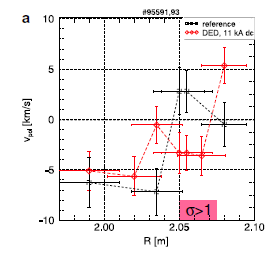 #95591,93
a
reference
DED, 11 kA dc
10
5
0
-5
-10
v_pol [km/s]
σ>1
2.00 2.05 2.10
R [m]